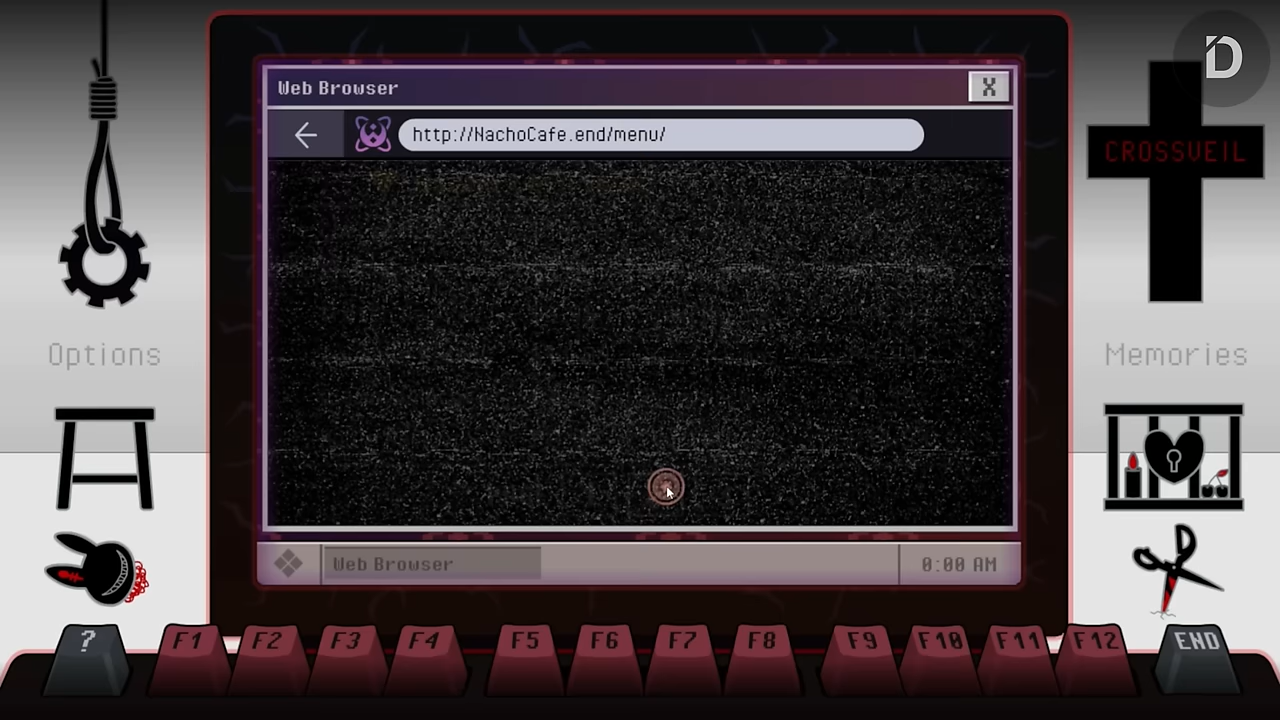 Web Browser
X
http://NachoCafe.end/menu/
D
CROSSVEIL
Options
Memories
Web Browser
0:00 AM
? F1 F2 F3 F4 F5 F6 F7 F8 F9 F10 F11 F12 END